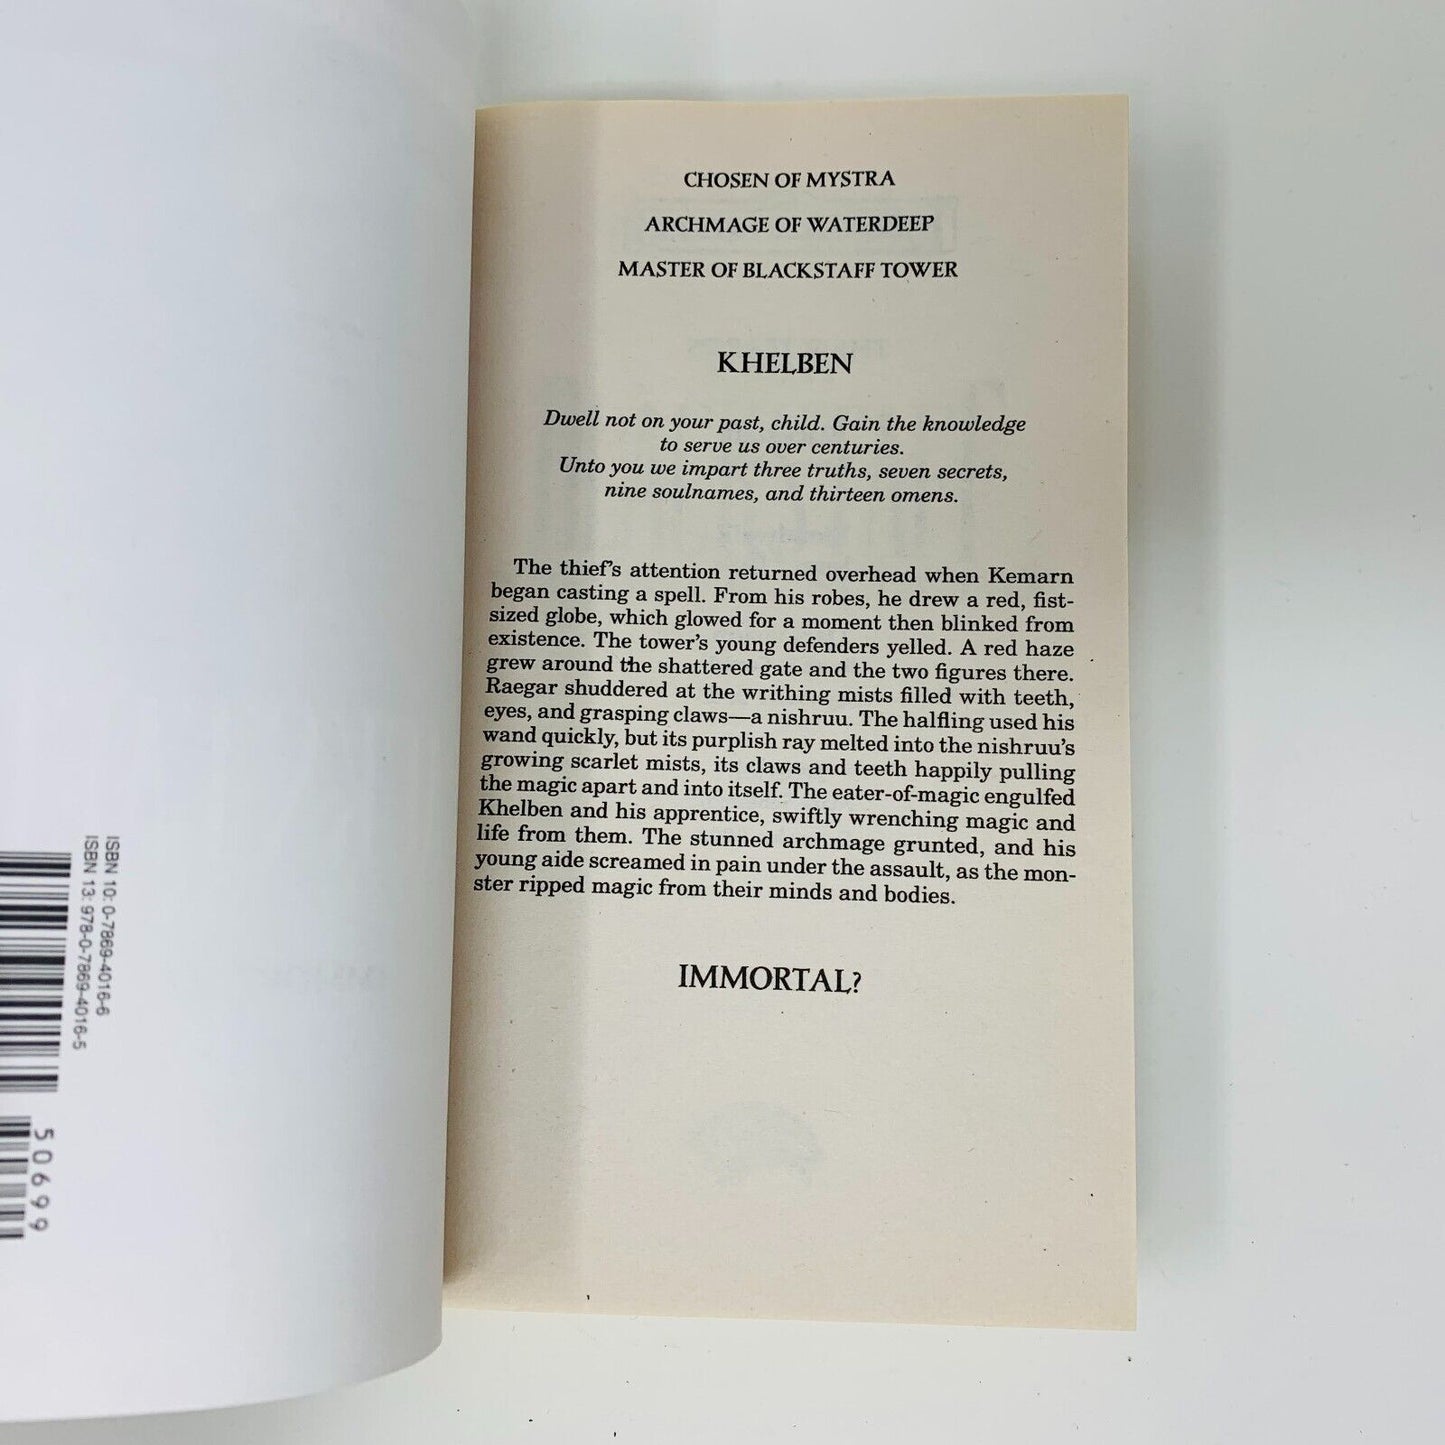 ISBN 10: 0-7869-4016-6
ISBN 13: 978-0-7869-4016-5
50699
CHOSEN OF MYSTRA
ARCHMAGE OF WATERDEEP
MASTER OF BLACKSTAFF TOWER
KHELBEN
Dwell not on your past, child. Gain the knowledge
to serve us over centuries.
Unto you we impart three truths, seven secrets,
nine soulnames, and thirteen omens.
The thief's attention returned overhead when Kemarn
began casting a spell. From his robes, he drew a red, fist-
sized globe, which glowed for a moment then blinked from
existence. The tower's young defenders yelled. A red haze
grew around the shattered gate and the two figures there.
Raegar shuddered at the writhing mists filled with teeth,
eyes, and grasping claws—a nishruu. The halfling used his
wand quickly, but its purplish ray melted into the nishruu's
growing scarlet mists, its claws and teeth happily pulling
the magic apart and into itself. The eater-of-magic engulfed
Khelben and his apprentice, swiftly wrenching magic and
life from them. The stunned archmage grunted, and his
young aide screamed in pain under the assault, as the mon-
ster ripped magic from their minds and bodies.
IMMORTAL?